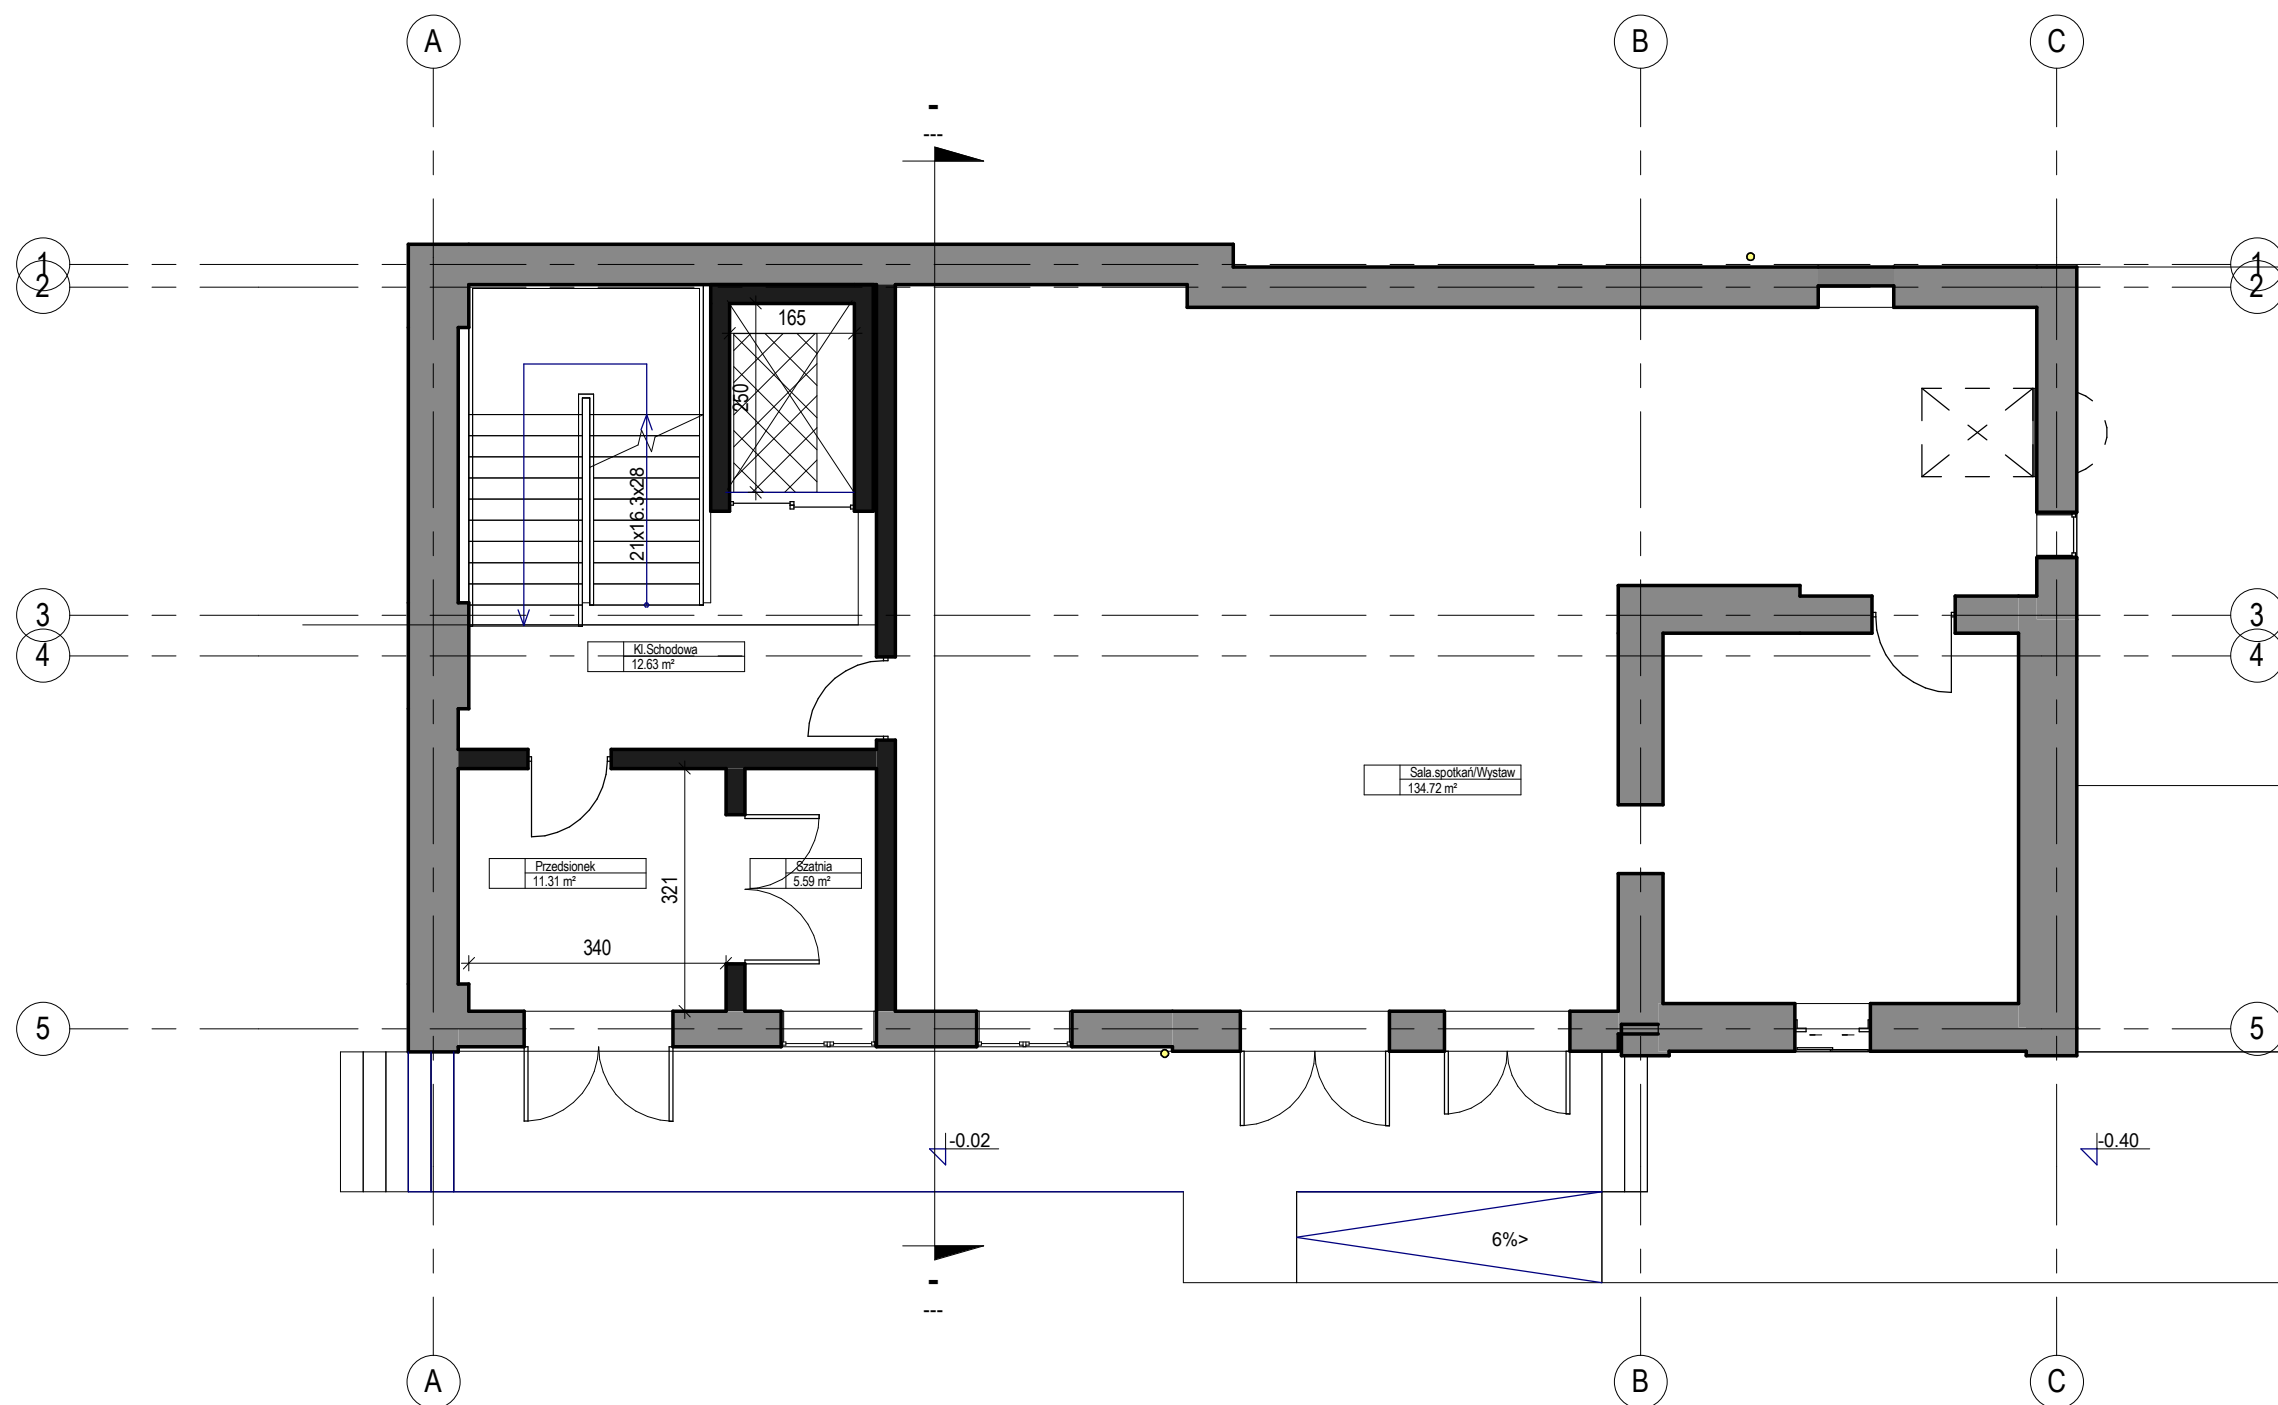 A B C
-
---
1 1
2 2
165
250
21x16.3x28
3 3
Kl.Schodowa
4 4
12.63 m²
Sala.spotkań/Wystaw
134.72 m²
Przedsionek
11.31 m²
Szatnia
5.59 m²
321
340
5 5
-0.02
-0.40
6%>
-
---
A B C